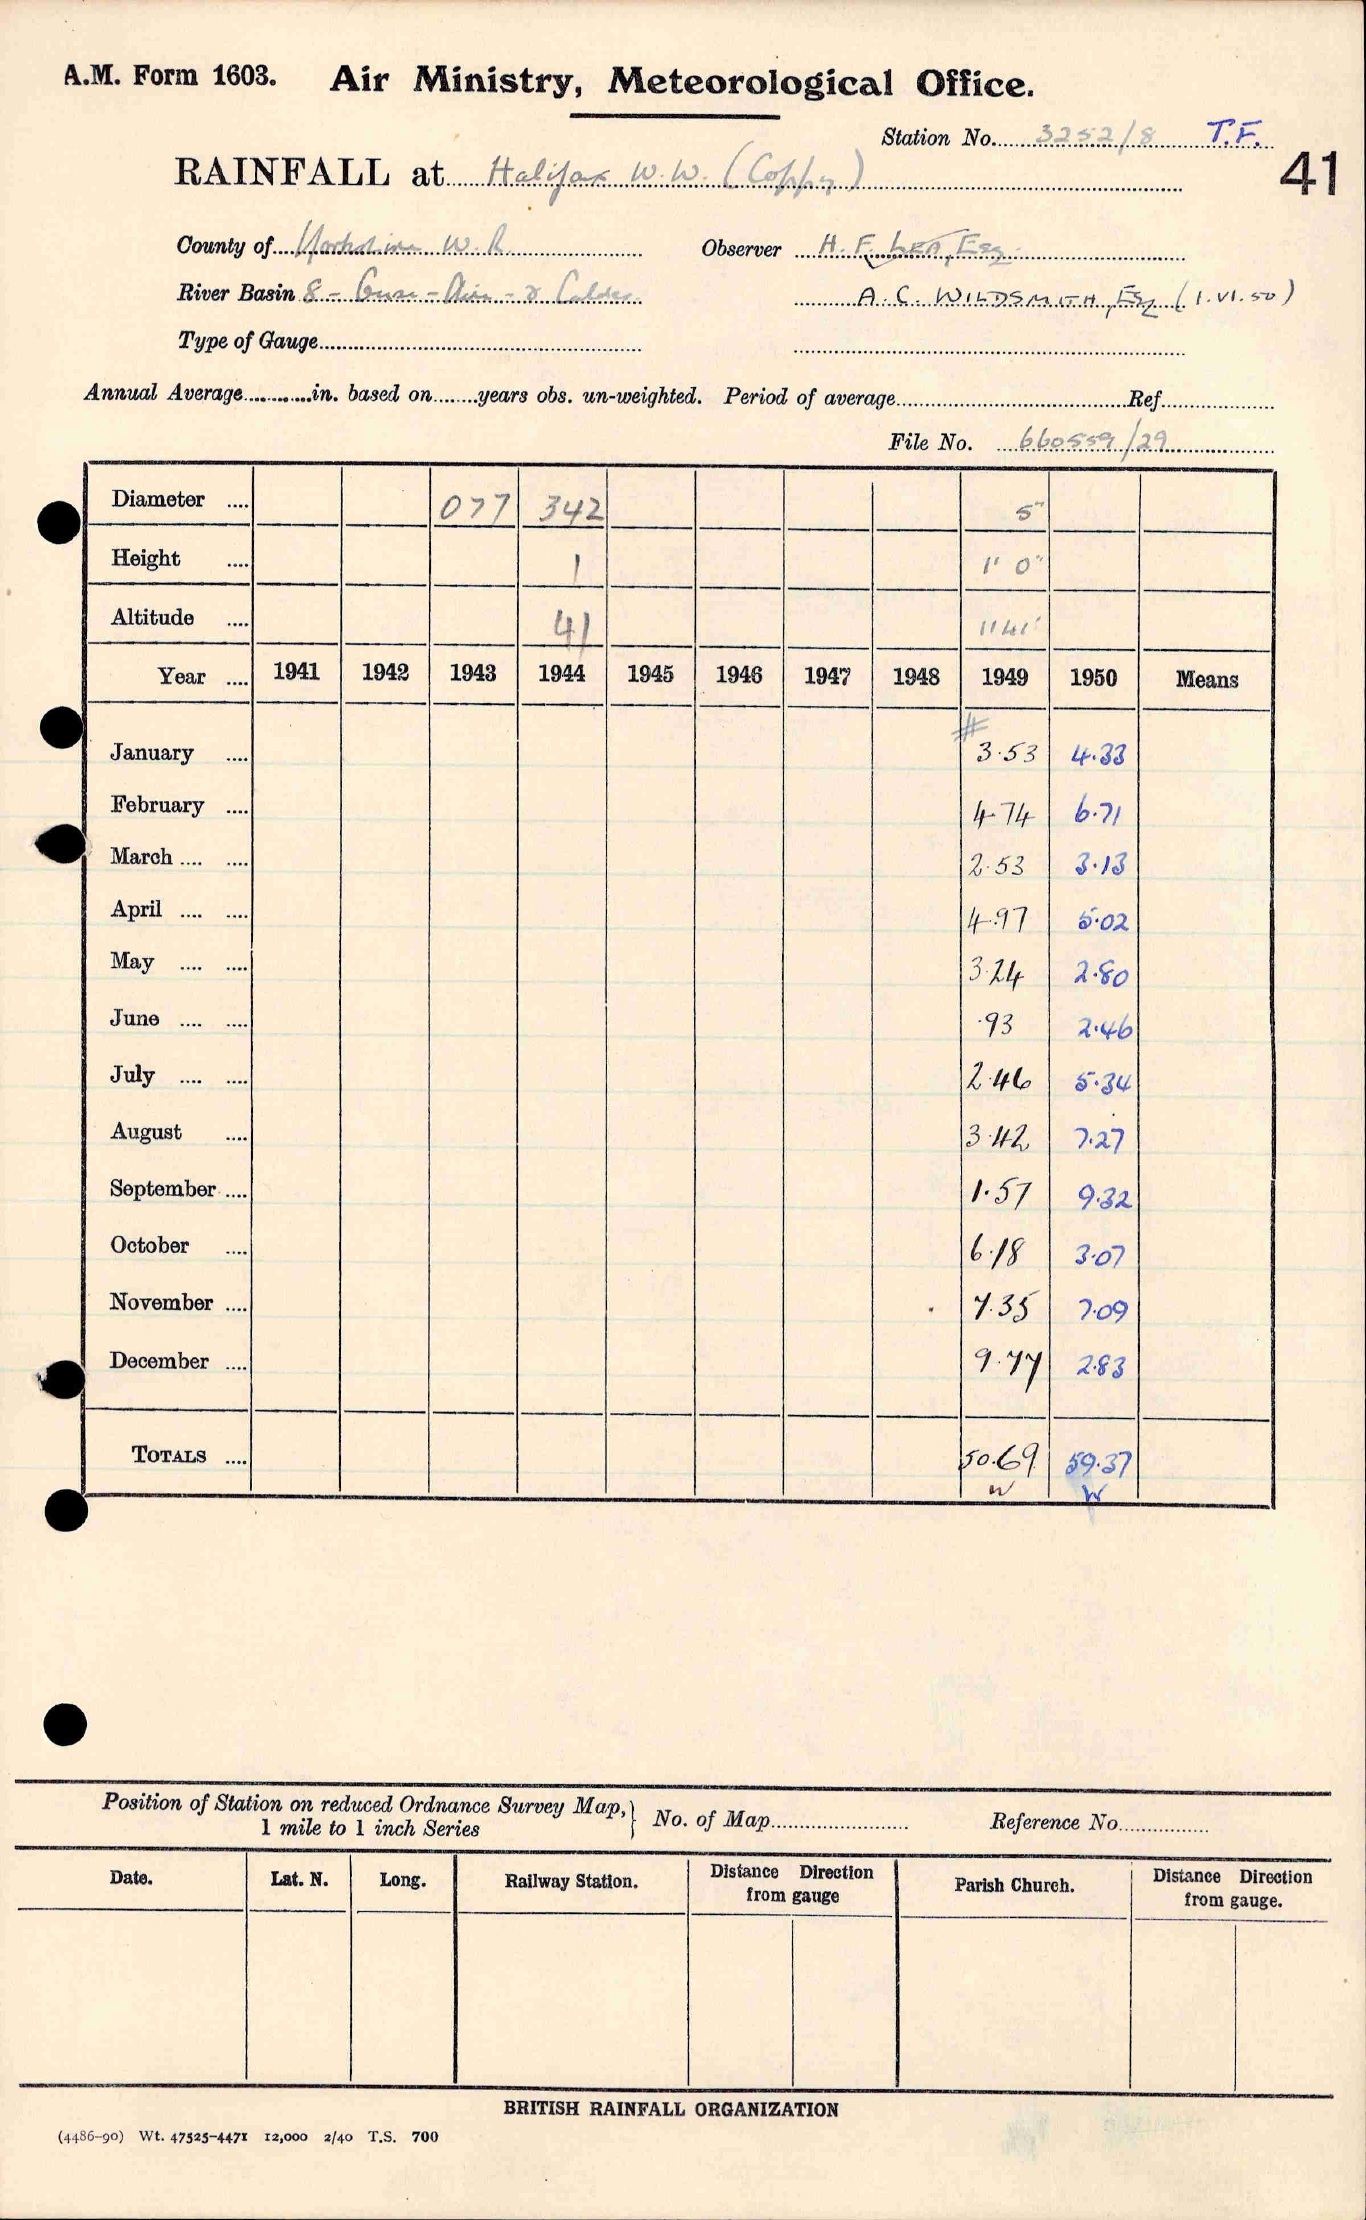 A.M. Form 1603. Air Ministry, Meteorological Office.
Station No. 3252/8 T.F.
RAINFALL at Halifax W.W. (Coppy) 41
County of Yorkshire W.R. Observer H. F. LEA, Esq.
River Basin 8 - Ouse - Aire - & Calder. A. C. WILDSMITH, Esq (1.VI.50)
Type of Gauge
Annual Average in. based on years obs. un-weighted. Period of average Ref
File No. 660559/29
Diameter 077 342 5"
Height 1 1' 0"
Altitude 41 1141'
Year 1941 1942 1943 1944 1945 1946 1947 1948 1949 1950 Means
#
January 3.53 4.33
February 4.74 6.71
March 2.53 3.13
April 4.97 5.02
May 3.24 2.80
June .93 2.46
July 2.46 5.34
August 3.42 7.27
September 1.57 9.32
October 6.18 3.07
November 7.35 7.09
December 9.77 2.83
TOTALS 50.69 59.37
W W
Position of Station on reduced Ordnance Survey Map,
1 mile to 1 inch Series } No. of Map Reference No
Date. Lat. N. Long. Railway Station. Distance Direction from gauge Parish Church. Distance Direction from gauge.
BRITISH RAINFALL ORGANIZATION
(4486-90) Wt. 47525-4471 12,000 2/40 T.S. 700